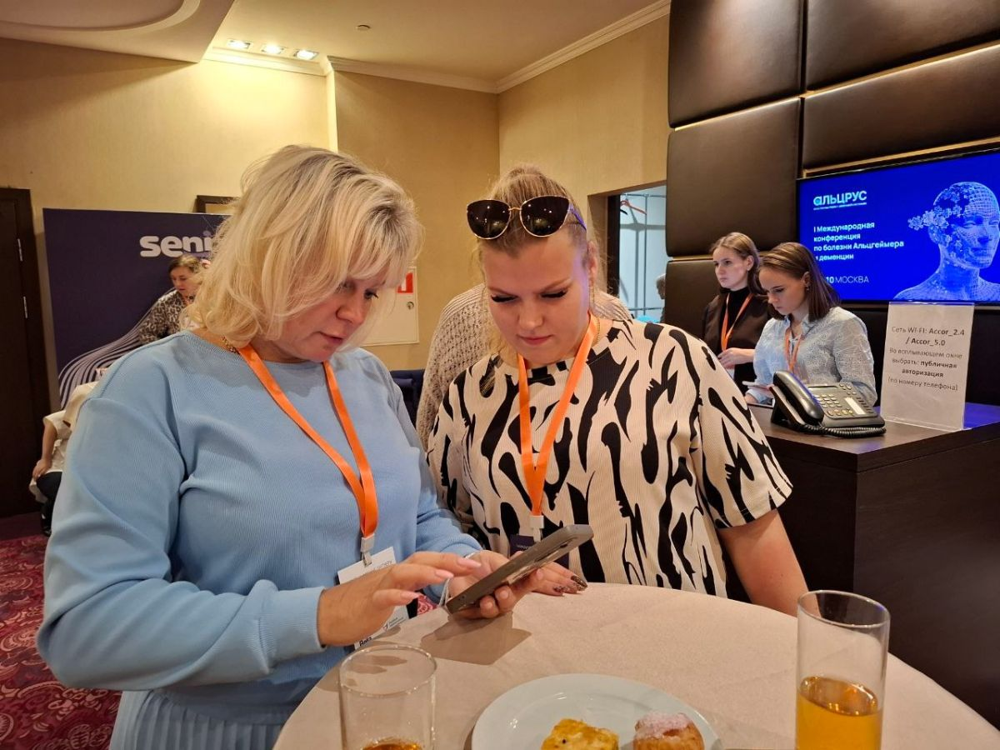 seni
альцрус
I Международная
конференция
по болезни Альцгеймера
и деменции
10 МОСКВА
Сеть WI-FI: Accor_2.4
/ Accor_5.0
Во всплывающем окне
выбрать: публичная
авторизация
(по номеру телефона)